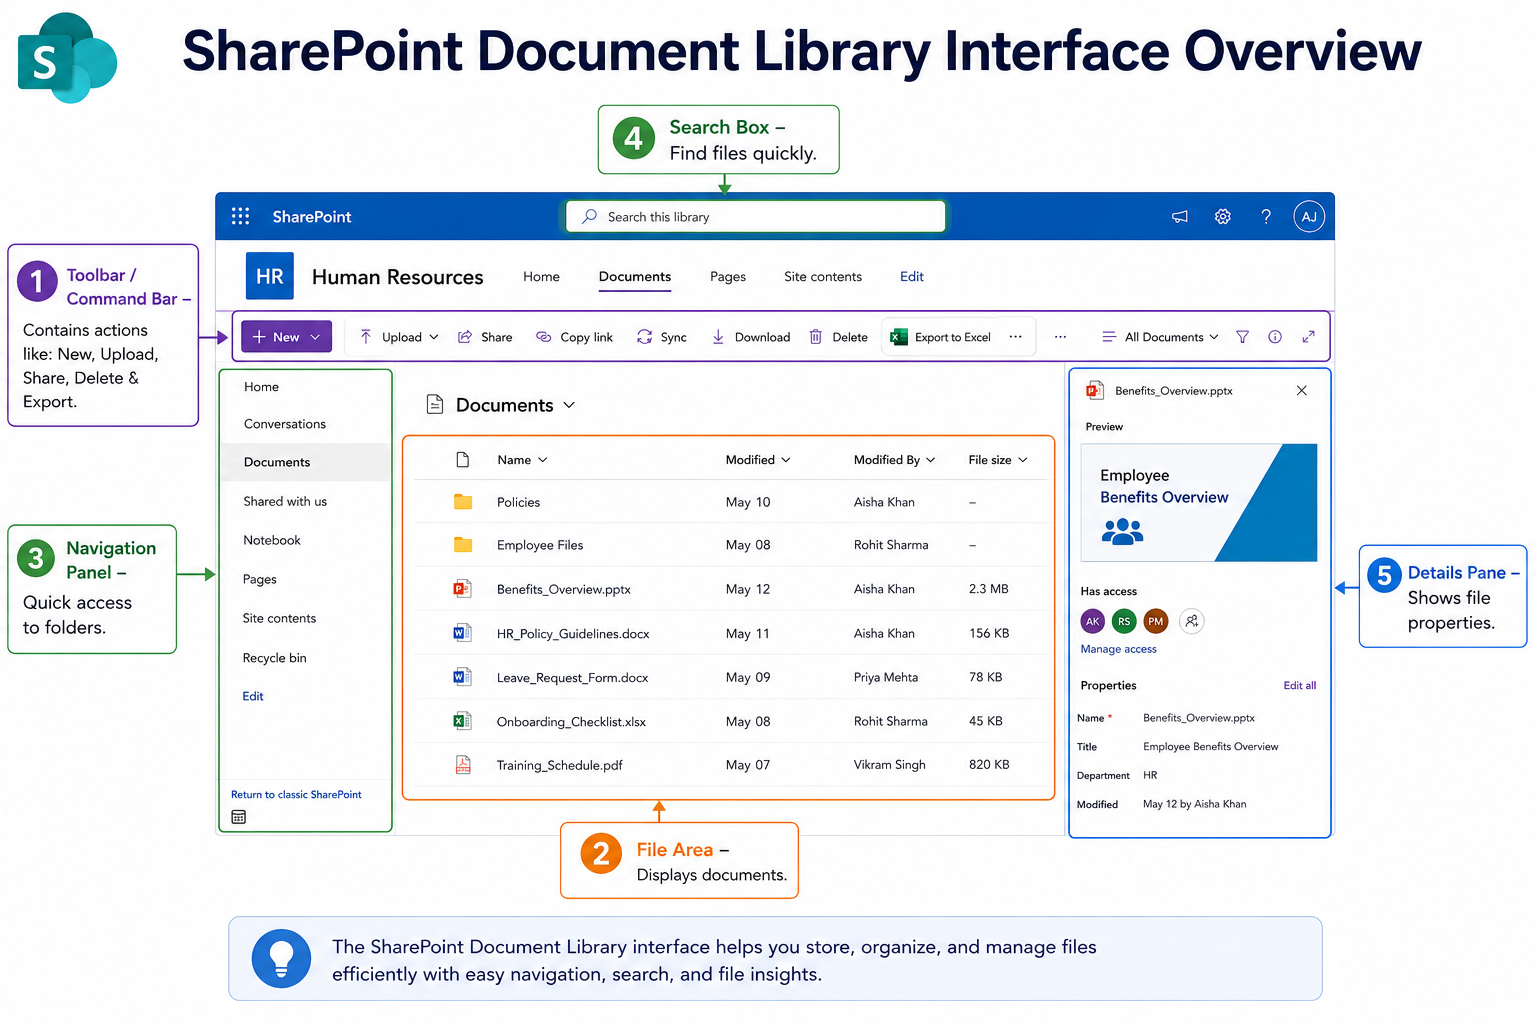 S
SharePoint Document Library Interface Overview
4
Search Box –
Find files quickly.
SharePoint
Search this library
?
AJ
HR
Human Resources
Home
Documents
Pages
Site contents
Edit
1
Toolbar /
Command Bar –
Contains actions
like: New, Upload,
Share, Delete &
Export.
+ New
Upload
Share
Copy link
Sync
Download
Delete
Export to Excel
...
...
All Documents
Home
Conversations
Documents
Shared with us
Notebook
Pages
Site contents
Recycle bin
Edit
Return to classic SharePoint
3
Navigation
Panel –
Quick access
to folders.
Documents
Name Modified Modified By File size
Policies May 10 Aisha Khan –
Employee Files May 08 Rohit Sharma –
Benefits_Overview.pptx May 12 Aisha Khan 2.3 MB
HR_Policy_Guidelines.docx May 11 Aisha Khan 156 KB
Leave_Request_Form.docx May 09 Priya Mehta 78 KB
Onboarding_Checklist.xlsx May 08 Rohit Sharma 45 KB
Training_Schedule.pdf May 07 Vikram Singh 820 KB
Benefits_Overview.pptx
Preview
Employee
Benefits Overview
Has access
AK RS PM
Manage access
Properties Edit all
Name * Benefits_Overview.pptx
Title Employee Benefits Overview
Department HR
Modified May 12 by Aisha Khan
5
Details Pane –
Shows file
properties.
2
File Area –
Displays documents.
The SharePoint Document Library interface helps you store, organize, and manage files
efficiently with easy navigation, search, and file insights.